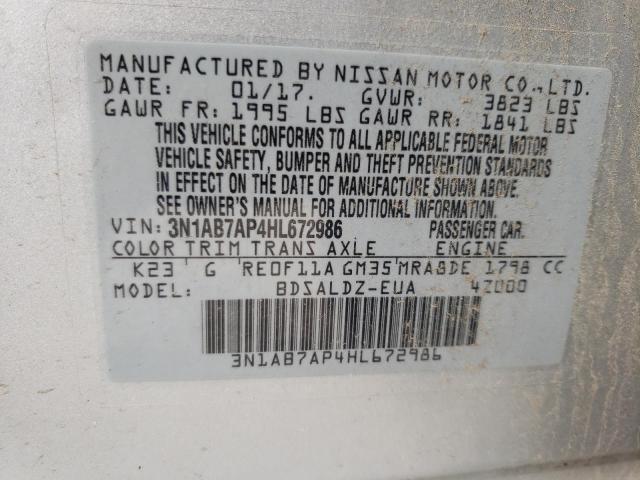 MANUFACTURED BY NISSAN MOTOR CO.,LTD.
DATE: 01/17. GVWR: 3823 LBS
GAWR FR: 1995 LBS GAWR RR: 1841 LBS
THIS VEHICLE CONFORMS TO ALL APPLICABLE FEDERAL MOTOR
VEHICLE SAFETY, BUMPER AND THEFT PREVENTION STANDARDS
IN EFFECT ON THE DATE OF MANUFACTURE SHOWN ABOVE.
SEE OWNER'S MANUAL FOR ADDITIONAL INFORMATION.
VIN: 3N1AB7AP4HL672986 PASSENGER CAR.
COLOR TRIM TRANS AXLE ENGINE
K23 G RE0F11A GM35 MRA8DE 1798 CC
MODEL: BDSALDZ-EUA 4Z000
3N1AB7AP4HL672986